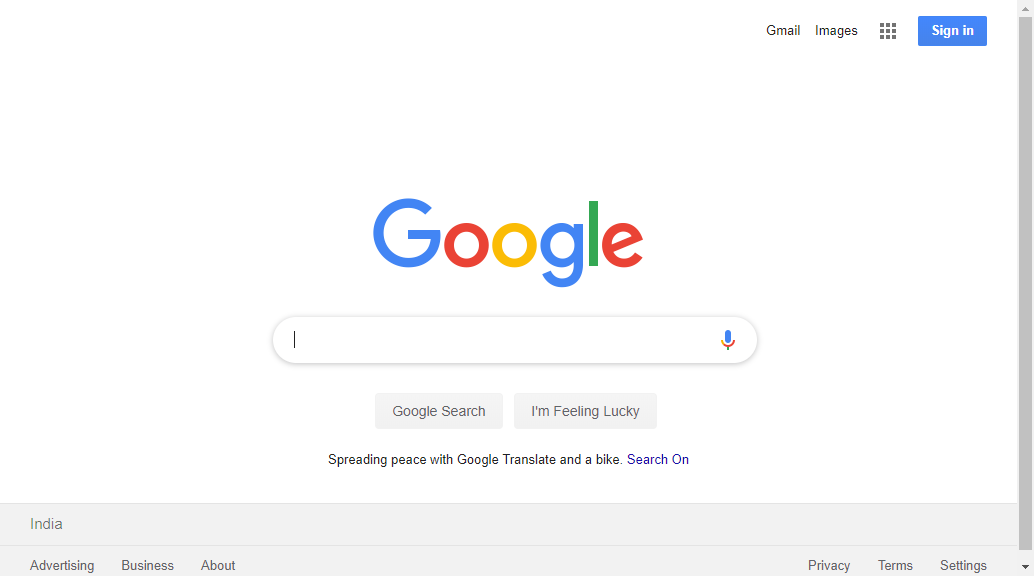 Gmail Images Sign in
Google
Google Search I'm Feeling Lucky
Spreading peace with Google Translate and a bike. Search On
India
Advertising Business About Privacy Terms Settings